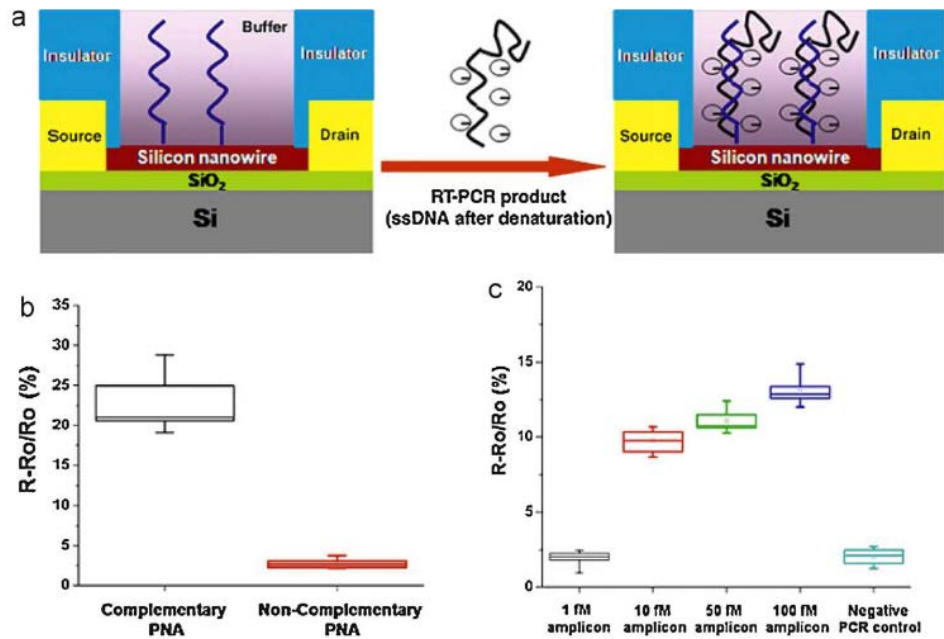 a
Buffer
Insulator
Insulator
Source
Drain
Silicon nanowire
SiO2
Si
RT-PCR product
(ssDNA after denaturation)
Buffer
Insulator
Insulator
Source
Drain
Silicon nanowire
SiO2
Si
b
R-Ro/Ro (%)
35
30
25
20
15
10
5
0
Complementary
PNA
Non-Complementary
PNA
c
R-Ro/Ro (%)
20
15
10
5
0
1 fM
amplicon
10 fM
amplicon
50 fM
amplicon
100 fM
amplicon
Negative
PCR control